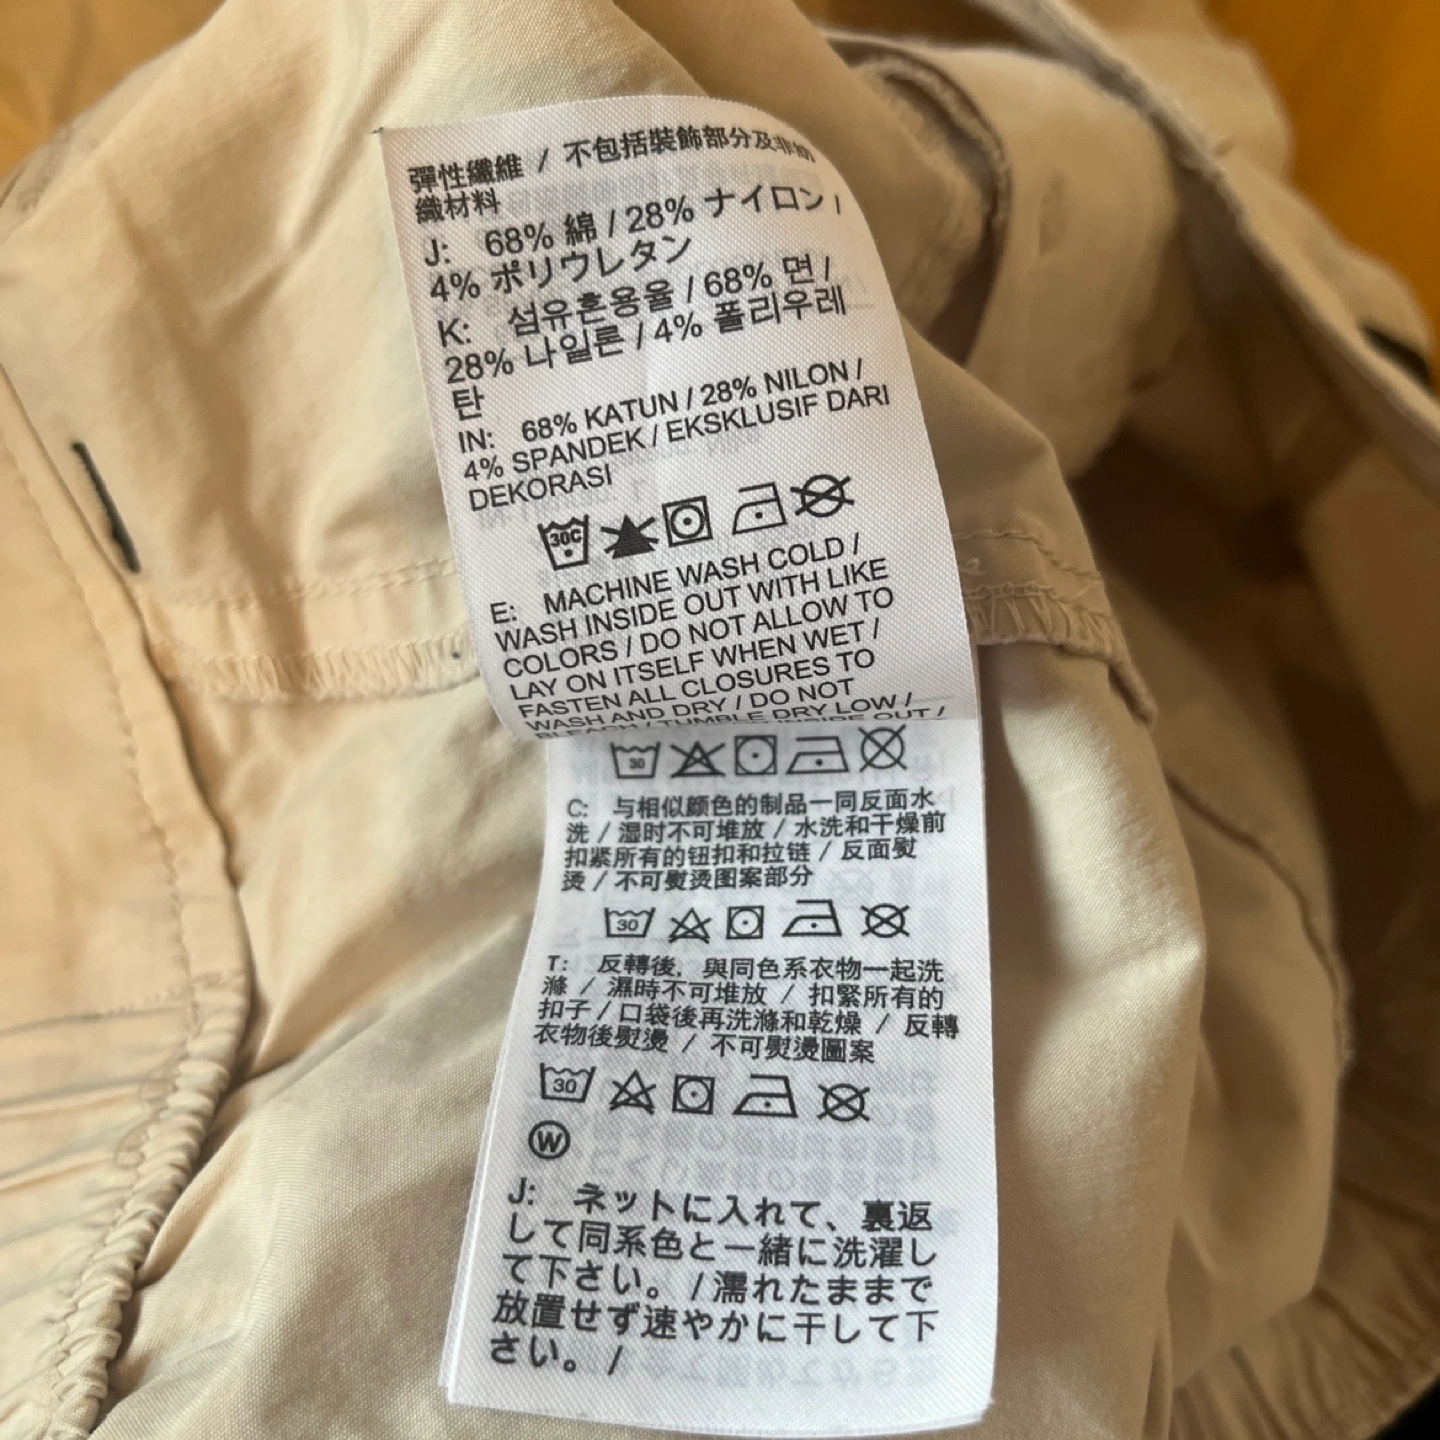 彈性纖維 / 不包括裝飾部分及非紡
織材料
J: 68% 綿 / 28% ナイロン /
4% ポリウレタン
K: 섬유혼용율 / 68% 면 /
28% 나일론 / 4% 폴리우레
탄
IN: 68% KATUN / 28% NILON /
4% SPANDEK / EKSKLUSIF DARI
DEKORASI
30C
E: MACHINE WASH COLD /
WASH INSIDE OUT WITH LIKE
COLORS / DO NOT ALLOW TO
LAY ON ITSELF WHEN WET /
FASTEN ALL CLOSURES TO
WASH AND DRY / DO NOT
BLEACH / TUMBLE DRY LOW /
INSIDE OUT /
30
C: 与相似颜色的制品一同反面水
洗 / 湿时不可堆放 / 水洗和干燥前
扣紧所有的钮扣和拉链 / 反面熨
烫 / 不可熨烫图案部分
30
T: 反轉後，與同色系衣物一起洗
滌 / 濕時不可堆放 / 扣緊所有的
扣子 / 口袋後再洗滌和乾燥 / 反轉
衣物後熨燙 / 不可熨燙圖案
30
W
J: ネットに入れて、裏返
して同系色と一緒に洗濯し
て下さい。 / 濡れたままで
放置せず速やかに干して下
さい。 /